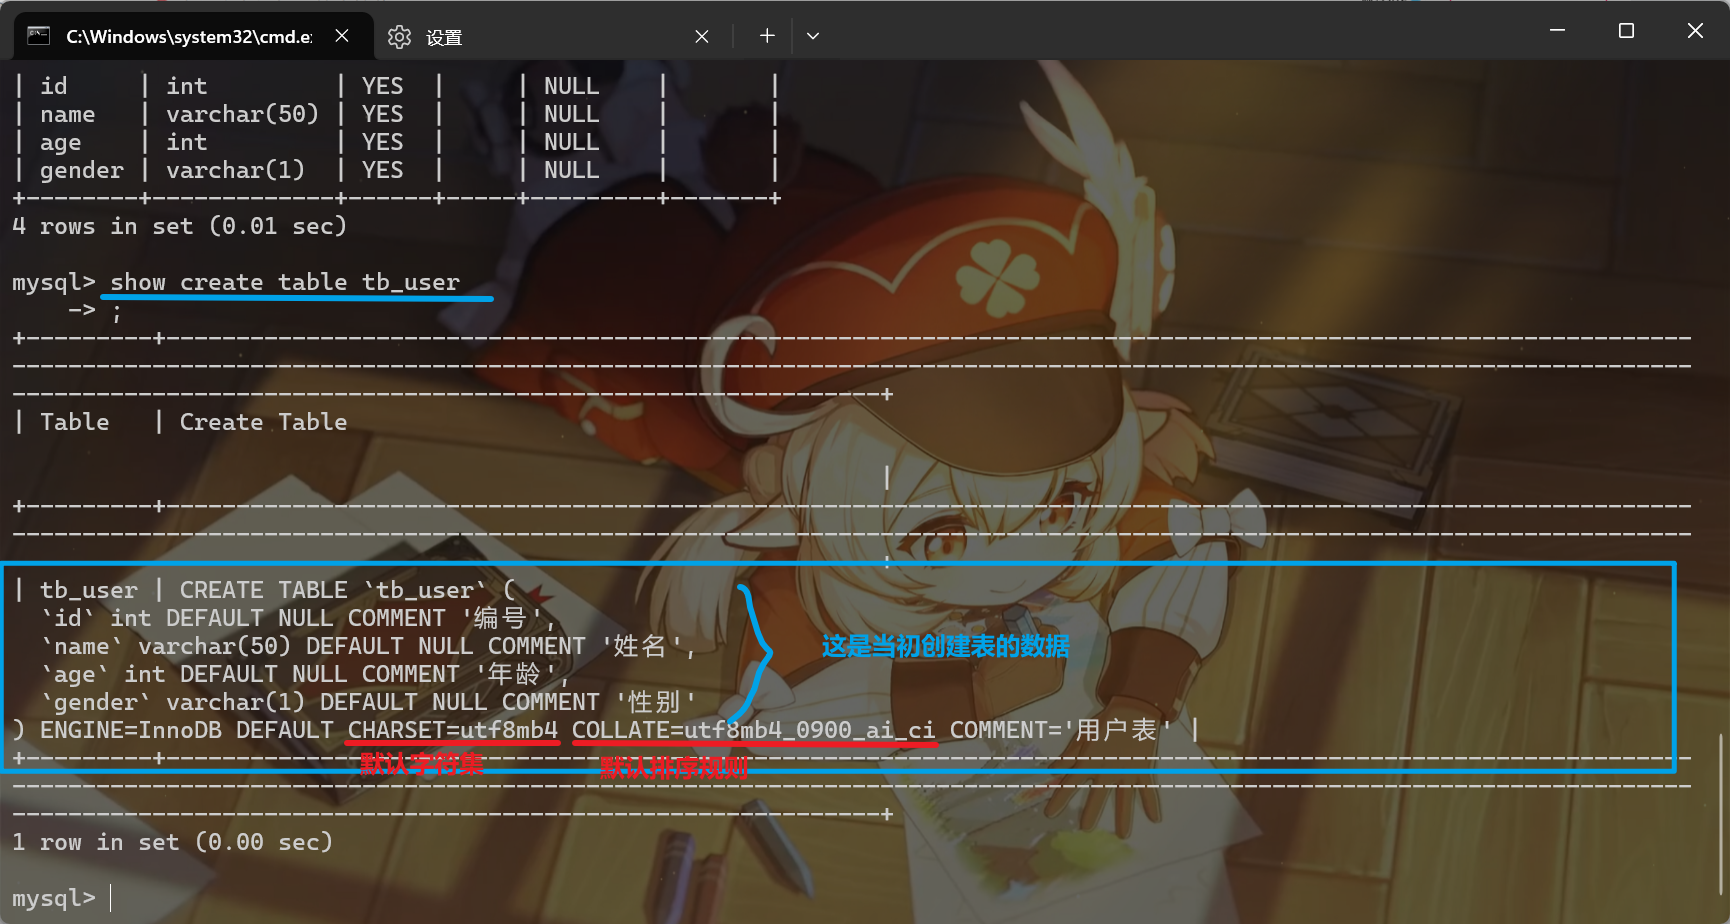 C:\Windows\system32\cmd.e
设置
| id     | int         | YES  |     | NULL    |       |
| name   | varchar(50) | YES  |     | NULL    |       |
| age    | int         | YES  |     | NULL    |       |
| gender | varchar(1)  | YES  |     | NULL    |       |
+--------+-------------+------+-----+---------+-------+
4 rows in set (0.01 sec)
mysql> show create table tb_user
    -> ;
| Table   | Create Table
|
| tb_user | CREATE TABLE `tb_user` (
  `id` int DEFAULT NULL COMMENT '编号',
  `name` varchar(50) DEFAULT NULL COMMENT '姓名',
这是当初创建表的数据
  `age` int DEFAULT NULL COMMENT '年龄',
  `gender` varchar(1) DEFAULT NULL COMMENT '性别'
) ENGINE=InnoDB DEFAULT CHARSET=utf8mb4 COLLATE=utf8mb4_0900_ai_ci COMMENT='用户表' |
默认字符集 默认排序规则
1 row in set (0.00 sec)
mysql>